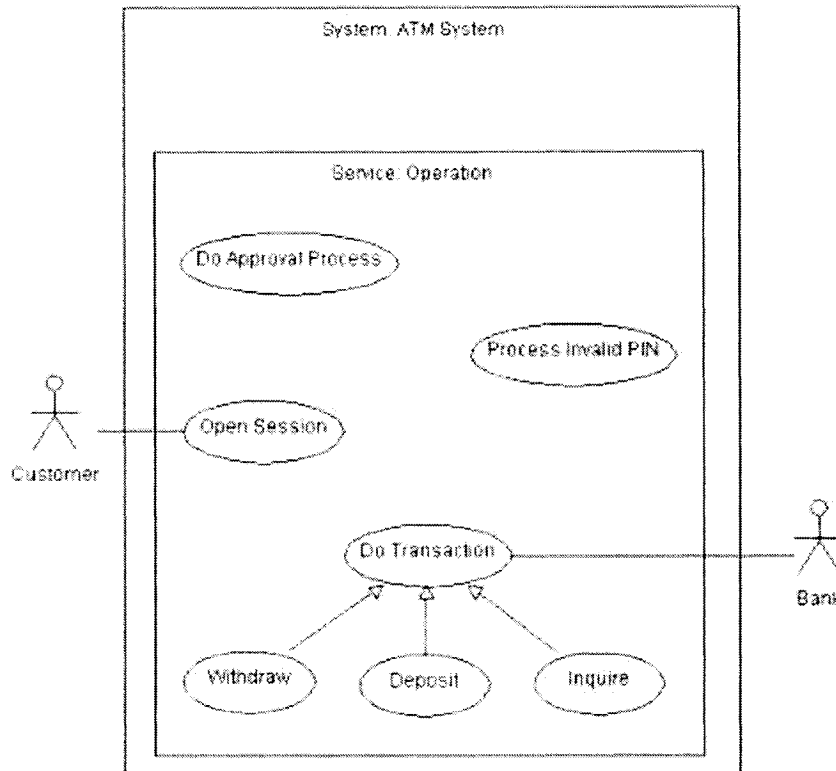 System: ATM System
Service: Operation
Do Approval Process
Process Invalid PIN
Open Session
Customer
Do Transaction
Bank
Withdraw
Deposit
Inquire